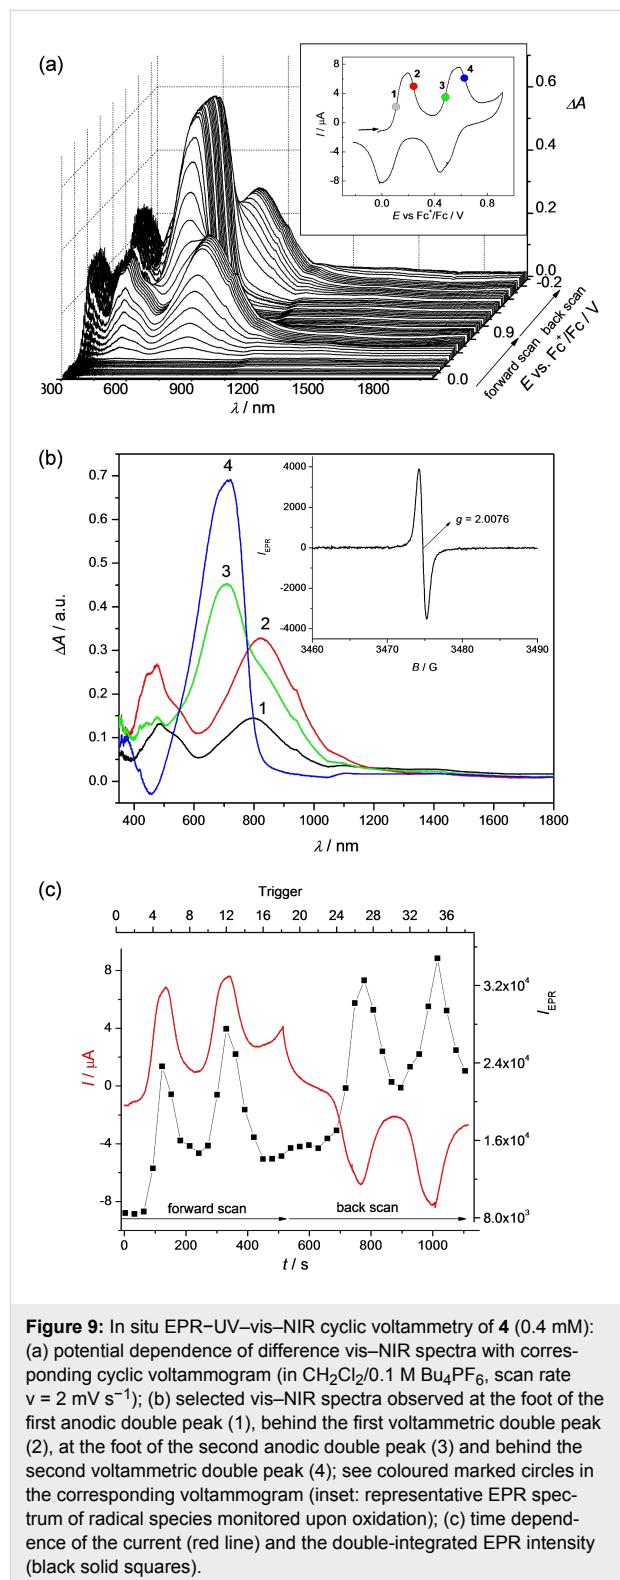 (a)
0.6
ΔA
0.4
0.2
0.0
8
4
0
-4
-8
I / μA
1
2
3
4
0.0 0.4 0.8
E vs Fc⁺/Fc / V
300 600 900 1200 1500 1800
λ / nm
0.0
0.9
-0.2
forward scan back scan
E vs. Fc⁺/Fc / V
(b)
0.7
0.6
0.5
0.4
0.3
0.2
0.1
0.0
ΔA / a.u.
4
3
2
1
4000
2000
0
-2000
-4000
I EPR
g = 2.0076
3460 3470 3480 3490
B / G
400 600 800 1000 1200 1400 1600 1800
λ / nm
(c)
Trigger
0 4 8 12 16 20 24 28 32 36
8
4
0
-4
-8
I / μA
3.2x10⁴
2.4x10⁴
1.6x10⁴
8.0x10³
I EPR
forward scan
back scan
0 200 400 600 800 1000
t / s
Figure 9: In situ EPR–UV–vis–NIR cyclic voltammetry of 4 (0.4 mM):
(a) potential dependence of difference vis–NIR spectra with corres-
ponding cyclic voltammogram (in CH₂Cl₂/0.1 M Bu₄PF₆, scan rate
v = 2 mV s⁻¹); (b) selected vis–NIR spectra observed at the foot of the
first anodic double peak (1), behind the first voltammetric double peak
(2), at the foot of the second anodic double peak (3) and behind the
second voltammetric double peak (4); see coloured marked circles in
the corresponding voltammogram (inset: representative EPR spec-
trum of radical species monitored upon oxidation); (c) time depend-
ence of the current (red line) and the double-integrated EPR intensity
(black solid squares).